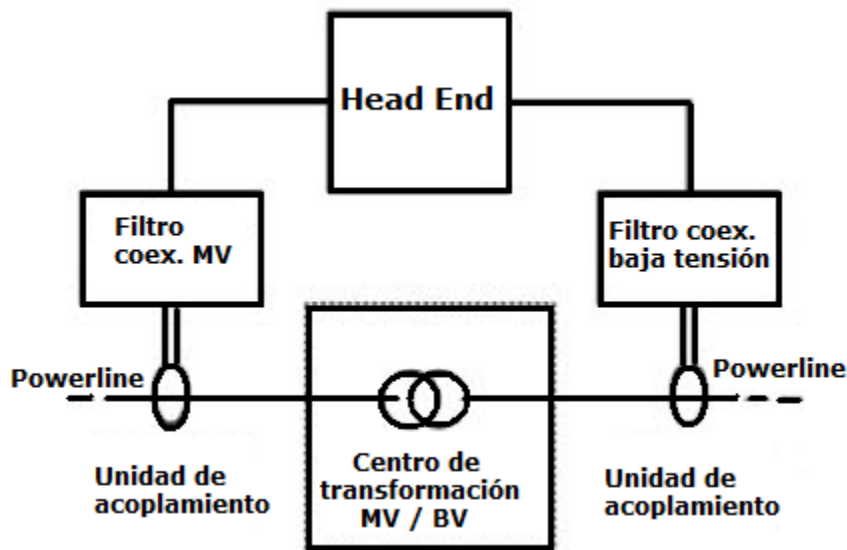 Head End
Filtro
coex. MV
Filtro coex.
baja tensión
Powerline
Powerline
Unidad de
acoplamiento
Centro de
transformación
MV / BV
Unidad de
acoplamiento